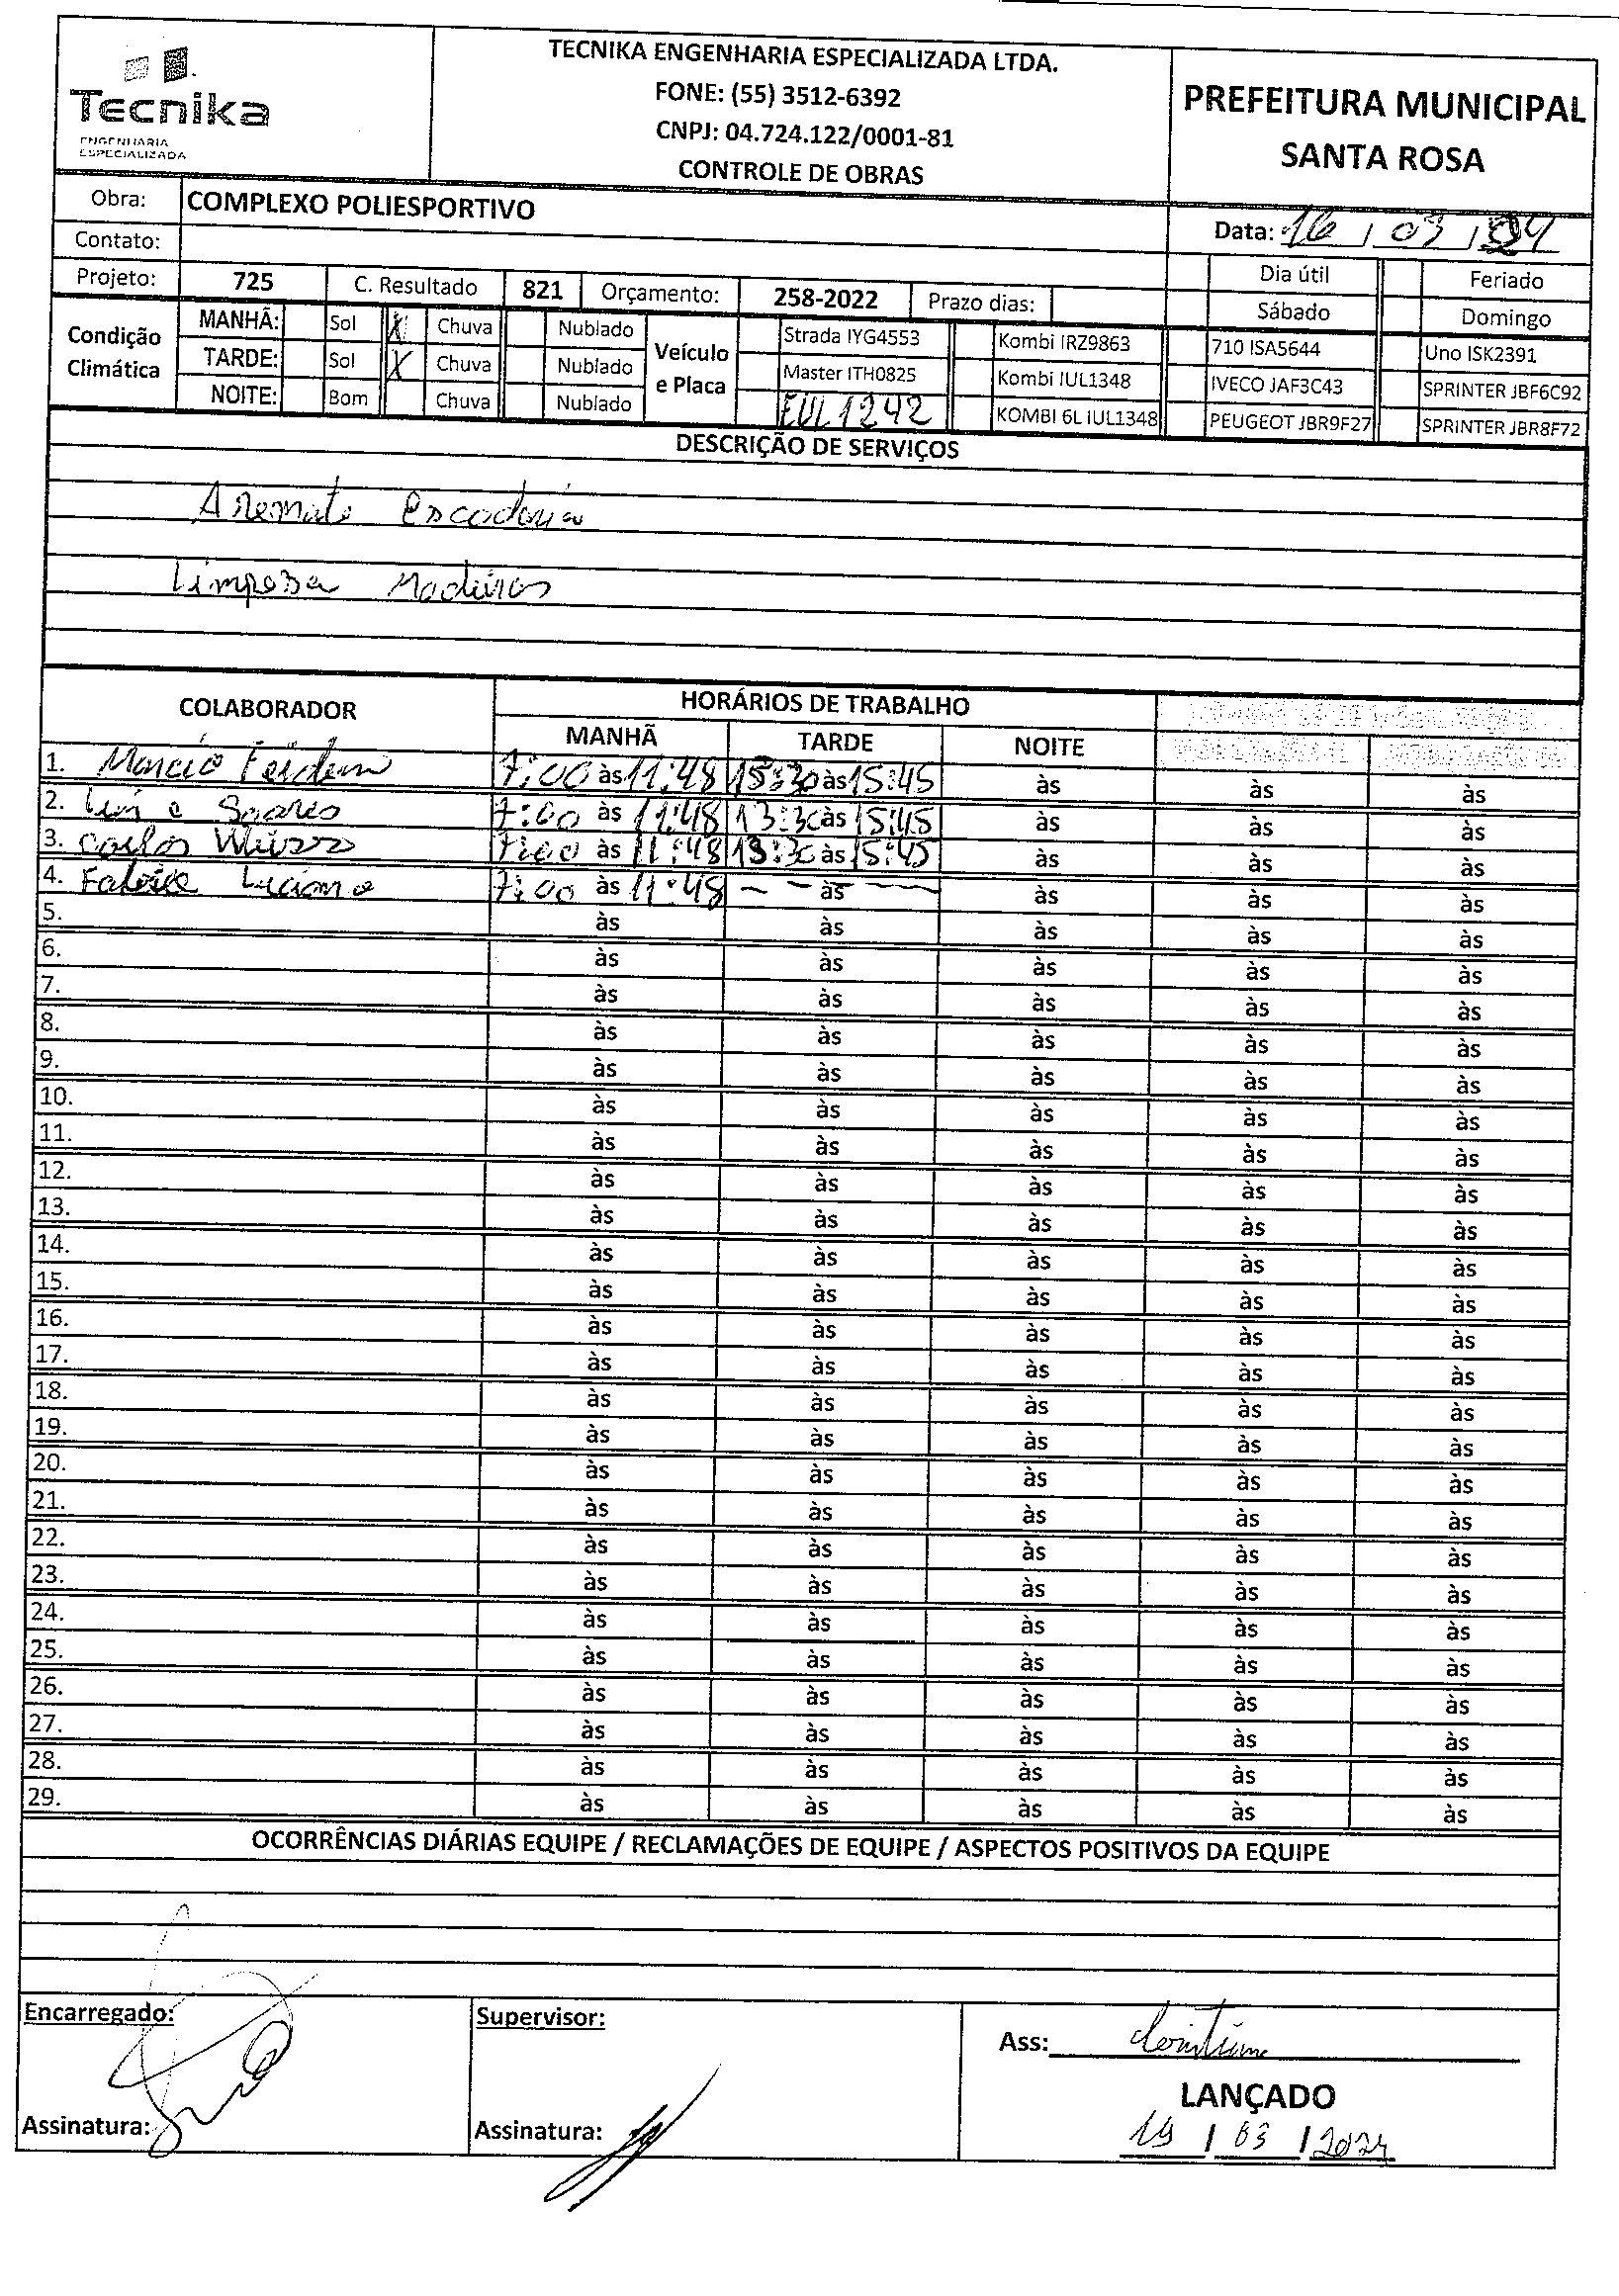 Tecnika
ENGENHARIA
ESPECIALIZADA
TECNIKA ENGENHARIA ESPECIALIZADA LTDA.
FONE: (55) 3512-6392
CNPJ: 04.724.122/0001-81
CONTROLE DE OBRAS
PREFEITURA MUNICIPAL
SANTA ROSA
Obra: COMPLEXO POLIESPORTIVO
Data: 16 / 03 / 24
Contato:
Projeto: 725 C. Resultado 821 Orçamento: 258-2022 Prazo dias:
Dia útil Feriado
Sábado Domingo
Condição Climática
MANHÃ: Sol X Chuva Nublado
TARDE: Sol X Chuva Nublado
NOITE: Bom Chuva Nublado
Veículo e Placa
Strada IYG4553 Kombi IRZ9863 710 ISA5644 Uno ISK2391
Master ITH0825 Kombi IUL1348 IVECO JAF3C43 SPRINTER JBF6C92
EUL1242 KOMBI 6L IUL1348 PEUGEOT JBR9F27 SPRINTER JBR8F72
DESCRIÇÃO DE SERVIÇOS
Aremate Escadaria
Limpesa Madeiras
COLABORADOR HORÁRIOS DE TRABALHO
MANHÃ TARDE NOITE
1. Marcio 7:00 às 11:48 13:30 às 15:45 às às às
2. Soares 7:00 às 11:48 13:30 às 15:45 às às às
3. Carlos 7:00 às 11:48 13:30 às 15:45 às às às
4. Luciano 7:00 às 11:48 - - às - - às às às
5. às às às às às
6. às às às às às
7. às às às às às
8. às às às às às
9. às às às às às
10. às às às às às
11. às às às às às
12. às às às às às
13. às às às às às
14. às às às às às
15. às às às às às
16. às às às às às
17. às às às às às
18. às às às às às
19. às às às às às
20. às às às às às
21. às às às às às
22. às às às às às
23. às às às às às
24. às às às às às
25. às às às às às
26. às às às às às
27. às às às às às
28. às às às às às
29. às às às às às
OCORRÊNCIAS DIÁRIAS EQUIPE / RECLAMAÇÕES DE EQUIPE / ASPECTOS POSITIVOS DA EQUIPE
Encarregado:
Supervisor:
Ass:
LANÇADO
Assinatura:
Assinatura:
19 / 03 / 2024